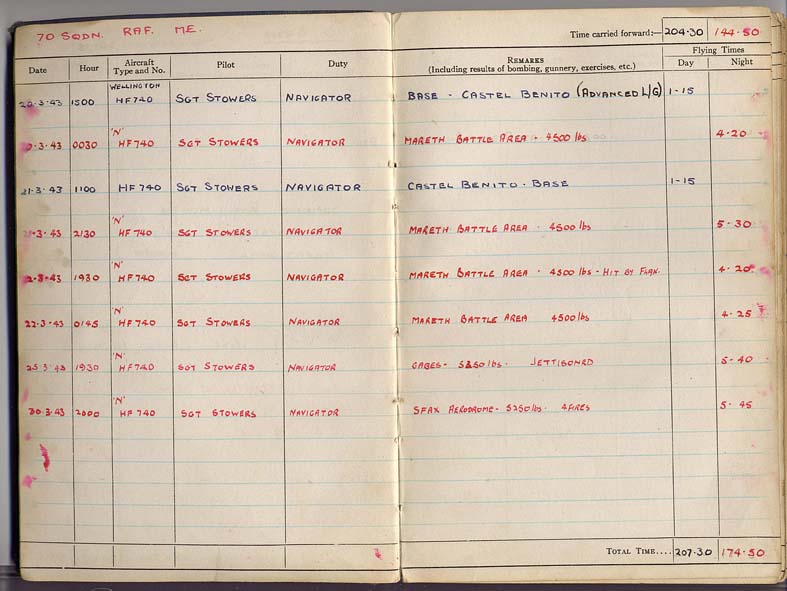 70 SQDN. RAF. ME.
Time carried forward:— 204·30 144·50
Date Hour Aircraft Type and No. Pilot Duty REMARKS (Including results of bombing, gunnery, exercises, etc.) Flying Times Day Night
WELLINGTON
20·3·43 1500 HF740 SGT STOWERS NAVIGATOR BASE - CASTEL BENITO (ADVANCED L/G) 1-15
'N'
·3·43 0030 HF740 SGT STOWERS NAVIGATOR MARETH BATTLE AREA - 4500 lbs 4-20
21·3·43 1100 HF740 SGT STOWERS NAVIGATOR CASTEL BENITO - BASE 1-15
'N'
·3·43 2130 HF740 SGT STOWERS NAVIGATOR MARETH BATTLE AREA - 4500 lbs 5-30
'N'
·3·43 1930 HF740 SGT STOWERS NAVIGATOR MARETH BATTLE AREA - 4500 lbs - HIT BY FLAK. 4-20
'N'
22·3·43 0145 HF740 SGT STOWERS NAVIGATOR MARETH BATTLE AREA 4500 lbs 4-25
'N'
25·3·43 1930 HF740 SGT STOWERS NAVIGATOR GABES - 5250 lbs - JETTISONED 5-40
'N'
30·3·43 2000 HF740 SGT STOWERS NAVIGATOR SFAX AERODROME - 5250 lbs - 4 FIRES 5-45
TOTAL TIME.... 207·30 174·50